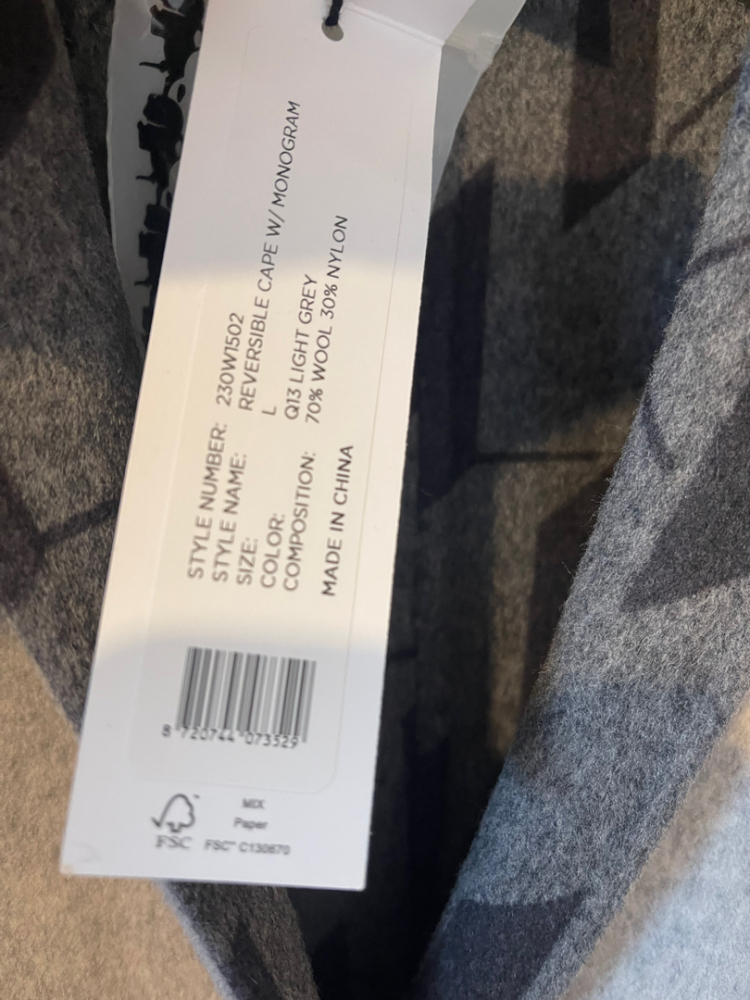 STYLE NUMBER: 230W1502
STYLE NAME: REVERSIBLE CAPE W/ MONOGRAM
SIZE: L
COLOR: Q13 LIGHT GREY
COMPOSITION: 70% WOOL 30% NYLON
MADE IN CHINA
8 720744 073529
FSC
MIX
Paper
FSC™ C130670